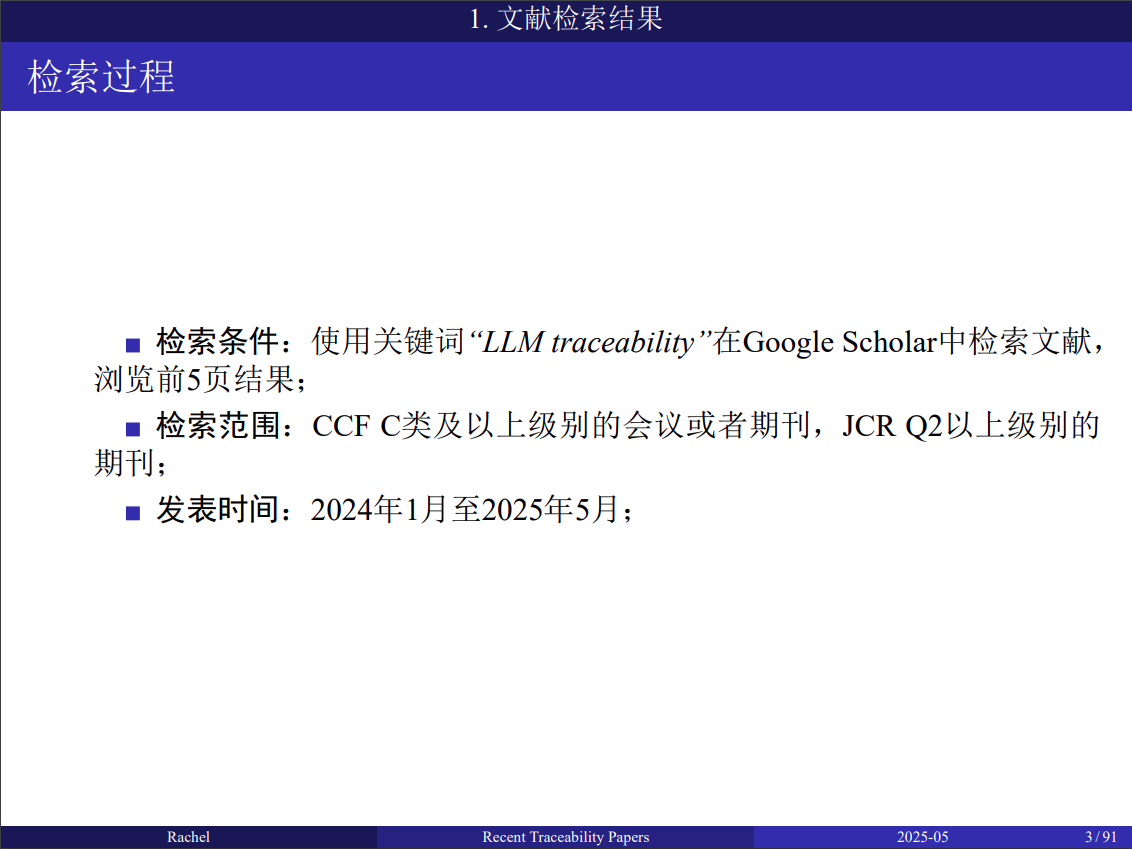 1. 文献检索结果
检索过程
检索条件：使用关键词“LLM traceability”在Google Scholar中检索文献，
浏览前5页结果；
检索范围：CCF C类及以上级别的会议或者期刊，JCR Q2以上级别的
期刊；
发表时间：2024年1月至2025年5月；
Rachel
Recent Traceability Papers
2025-05
3 / 91